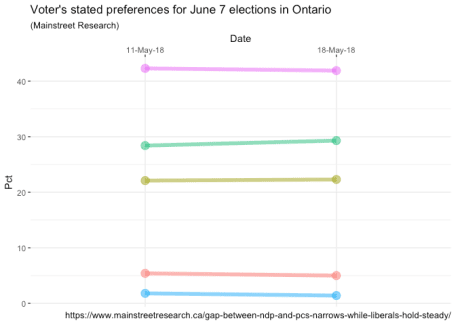 Voter's stated preferences for June 7 elections in Ontario
(Mainstreet Research)
Date
11-May-18 18-May-18
40
30
20
10
0
Pct
https://www.mainstreetresearch.ca/gap-between-ndp-and-pcs-narrows-while-liberals-hold-steady/